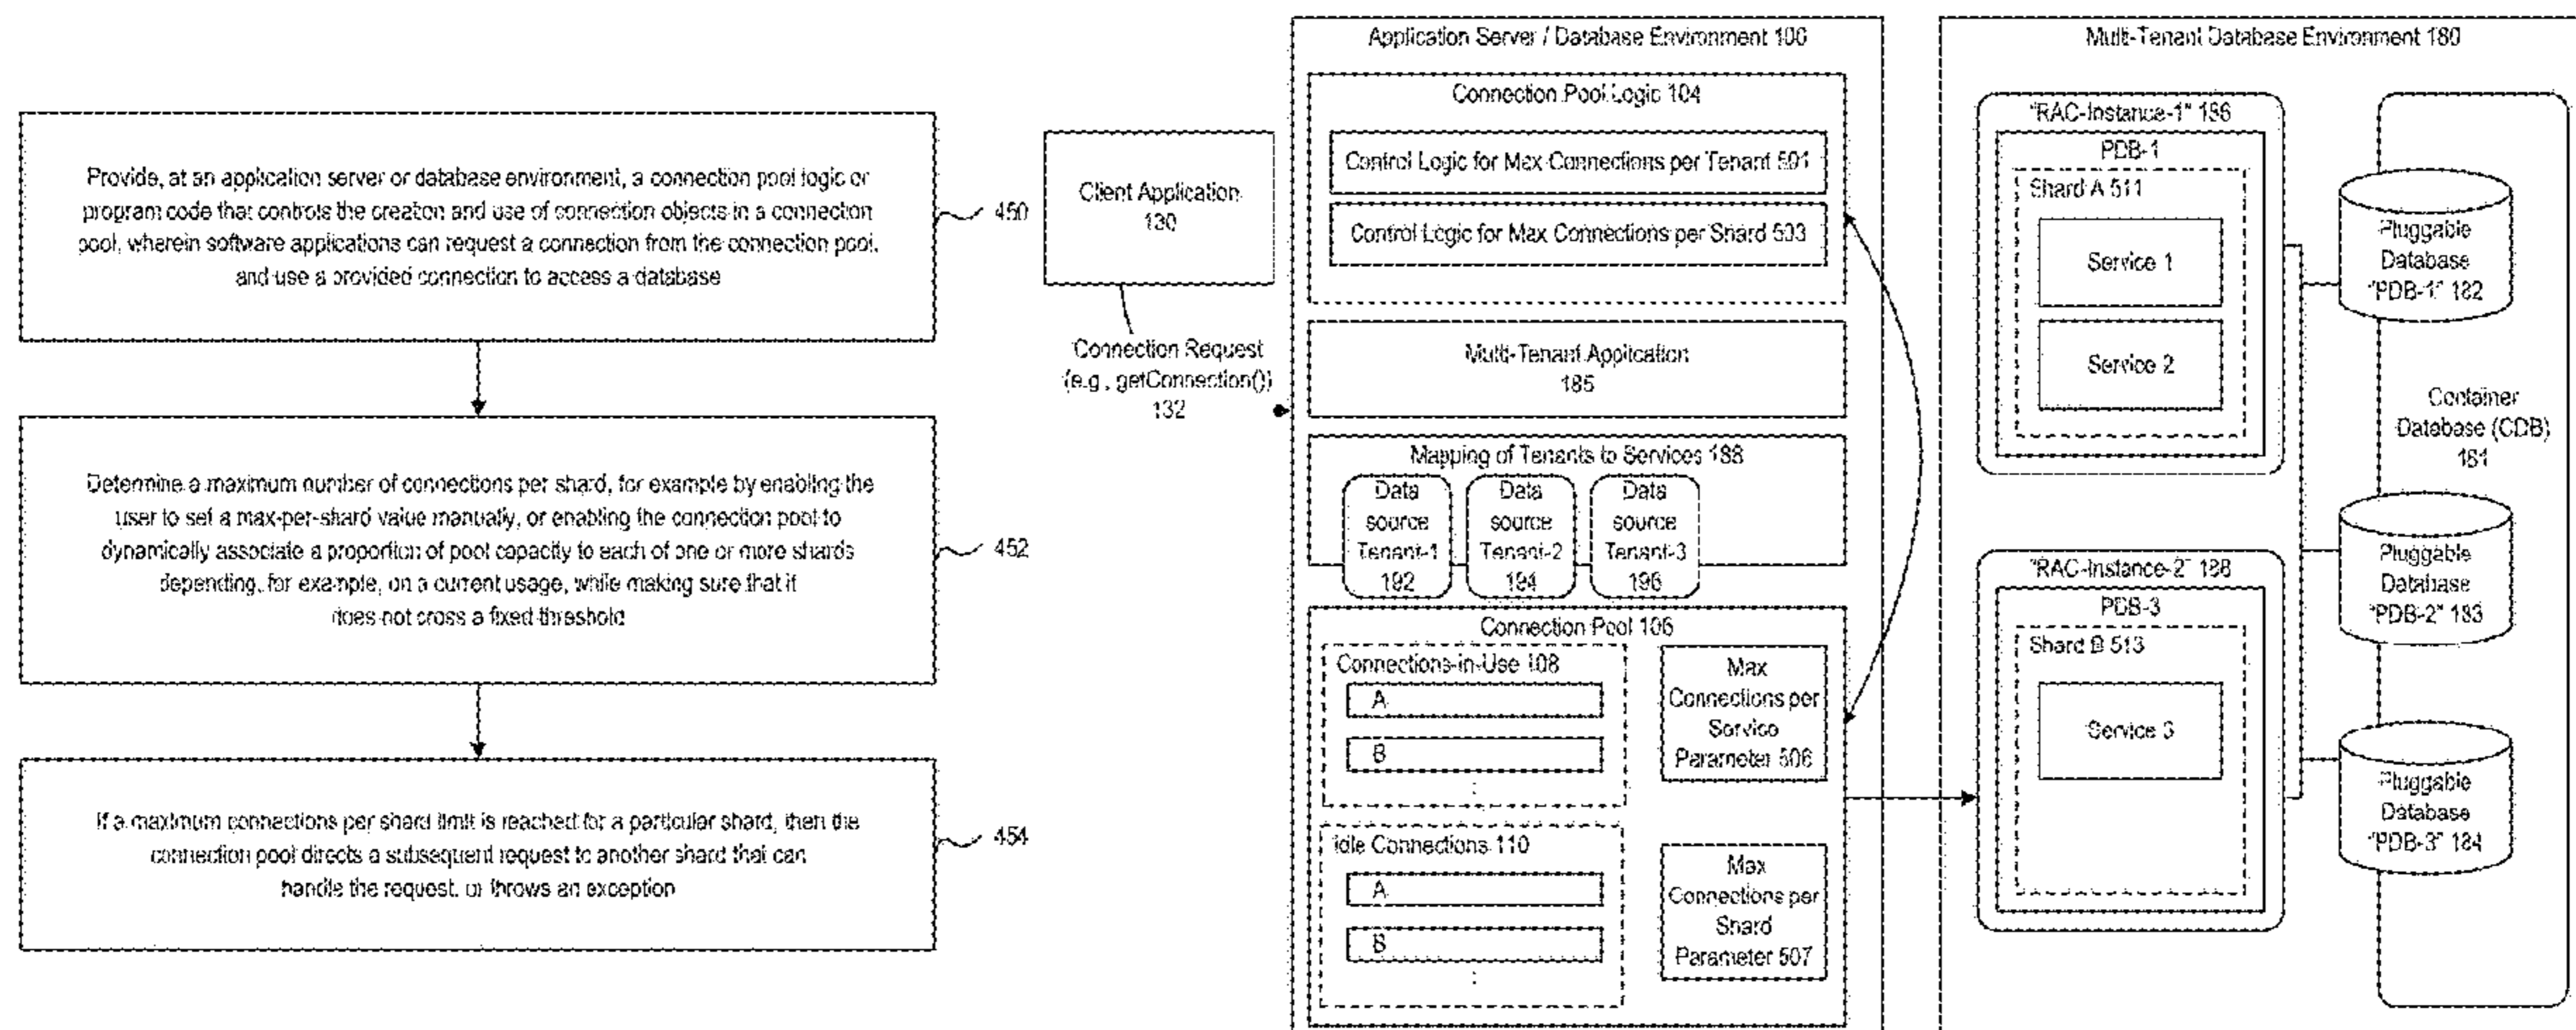 Provide, at an application server or database environment, a connection pool logic or
program code that controls the creation and use of connection objects in a connection
pool, wherein software applications can request a connection from the connection pool,
and use a provided connection to access a database
450
Determine a maximum number of connections per shard, for example by enabling the
user to set a max-per-shard value manually, or enabling the connection pool to
dynamically associate a proportion of pool capacity to each of one or more shards
depending, for example, on a current usage, while making sure that it
does not cross a fixed threshold
452
If a maximum connections per shard limit is reached for a particular shard, then the
connection pool directs a subsequent request to another shard that can
handle the request, or throws an exception
454
Client Application
130
Connection Request
(e.g., getConnection())
132
Application Server / Database Environment 100
Connection Pool Logic 104
Control Logic for Max Connections per Tenant 501
Control Logic for Max Connections per Shard 503
Multi-Tenant Application
185
Mapping of Tenants to Services 188
Data
source
Tenant-1
192
Data
source
Tenant-2
194
Data
source
Tenant-3
196
Connection Pool 106
Connections-in-Use 108
A
B
Max
Connections per
Service
Parameter 506
Idle Connections 110
A
B
Max
Connections per
Shard
Parameter 507
Multi-Tenant Database Environment 180
"RAC-Instance-1" 186
PDB-1
Shard A 511
Service 1
Service 2
"RAC-Instance-2" 188
PDB-3
Shard B 513
Service 3
Pluggable
Database
"PDB-1" 182
Container
Database (CDB)
181
Pluggable
Database
"PDB-2" 183
Pluggable
Database
"PDB-3" 184